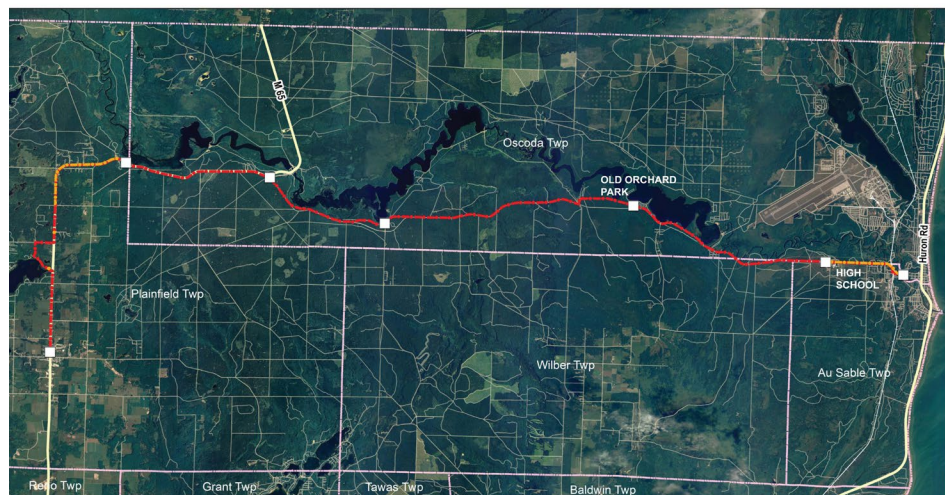 M 65
Oscoda Twp
OLD ORCHARD
PARK
Huron Rd
HIGH
SCHOOL
Plainfield Twp
Wilber Twp
Au Sable Twp
Reno Twp
Grant Twp
Tawas Twp
Baldwin Twp